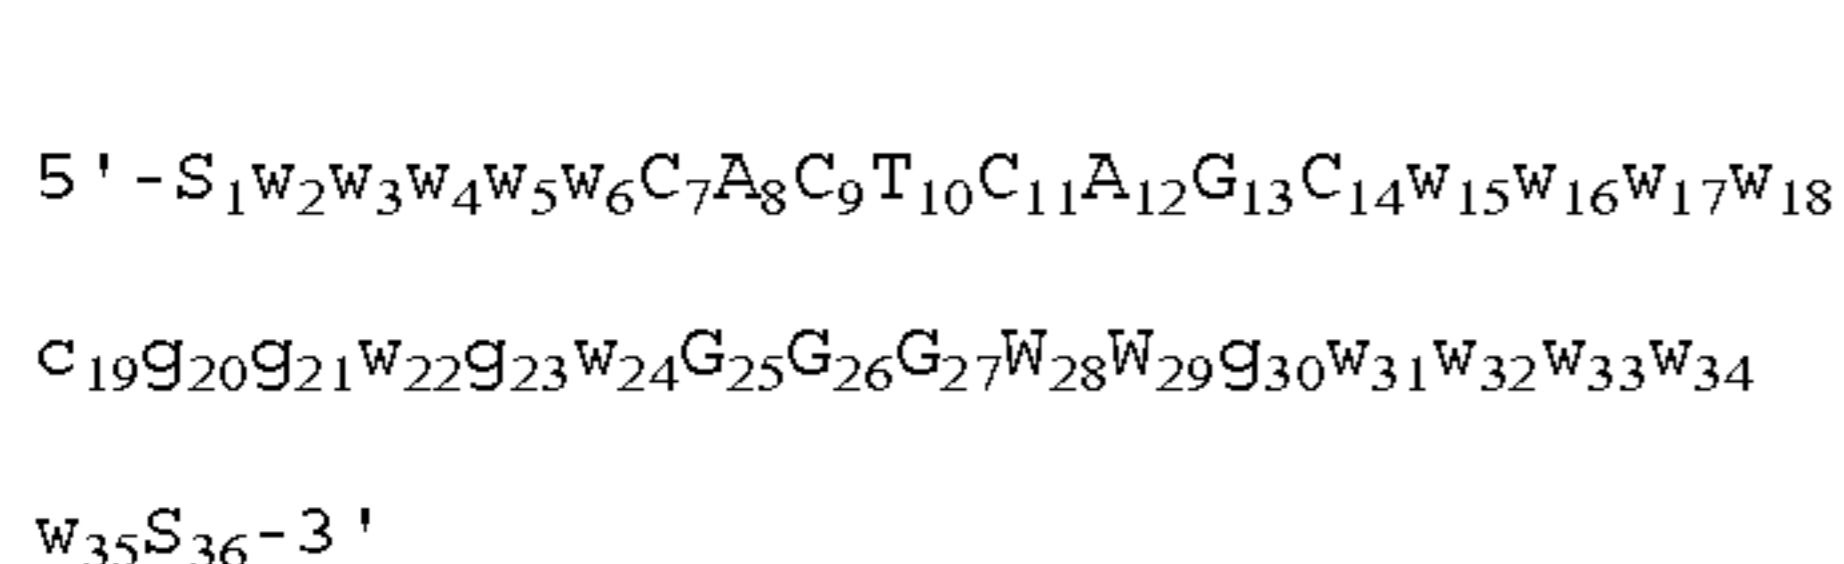 5'-S₁w₂w₃w₄w₅w₆C₇A₈C₉T₁₀C₁₁A₁₂G₁₃C₁₄w₁₅w₁₆w₁₇w₁₈
c₁₉g₂₀g₂₁w₂₂g₂₃w₂₄G₂₅G₂₆G₂₇W₂₈W₂₉g₃₀w₃₁w₃₂w₃₃w₃₄
w₃₅S₃₆-3'